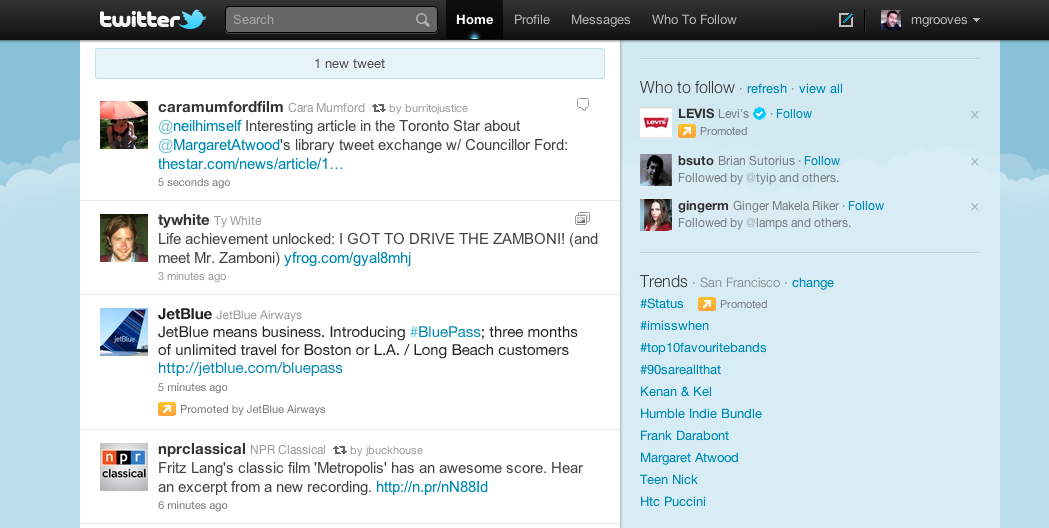 twitter Search Home Profile Messages Who To Follow mgrooves
1 new tweet
caramumfordfilm Cara Mumford by burritojustice
@neilhimself Interesting article in the Toronto Star about
@MargaretAtwood's library tweet exchange w/ Councillor Ford:
thestar.com/news/article/1…
5 seconds ago
tywhite Ty White
Life achievement unlocked: I GOT TO DRIVE THE ZAMBONI! (and
meet Mr. Zamboni) yfrog.com/gyal8mhj
3 minutes ago
jetBlue
JetBlue JetBlue Airways
JetBlue means business. Introducing #BluePass; three months
of unlimited travel for Boston or L.A. / Long Beach customers
http://jetblue.com/bluepass
5 minutes ago
Promoted by JetBlue Airways
n p r
classical
nprclassical NPR Classical by jbuckhouse
Fritz Lang's classic film 'Metropolis' has an awesome score. Hear
an excerpt from a new recording. http://n.pr/nN88Id
6 minutes ago
Who to follow · refresh · view all
LEVI'S
LEVIS Levi's · Follow ×
Promoted
bsuto Brian Sutorius · Follow ×
Followed by @tyip and others.
gingerm Ginger Makela Riker · Follow ×
Followed by @lamps and others.
Trends · San Francisco · change
#Status Promoted
#imisswhen
#top10favouritebands
#90sareallthat
Kenan & Kel
Humble Indie Bundle
Frank Darabont
Margaret Atwood
Teen Nick
Htc Puccini